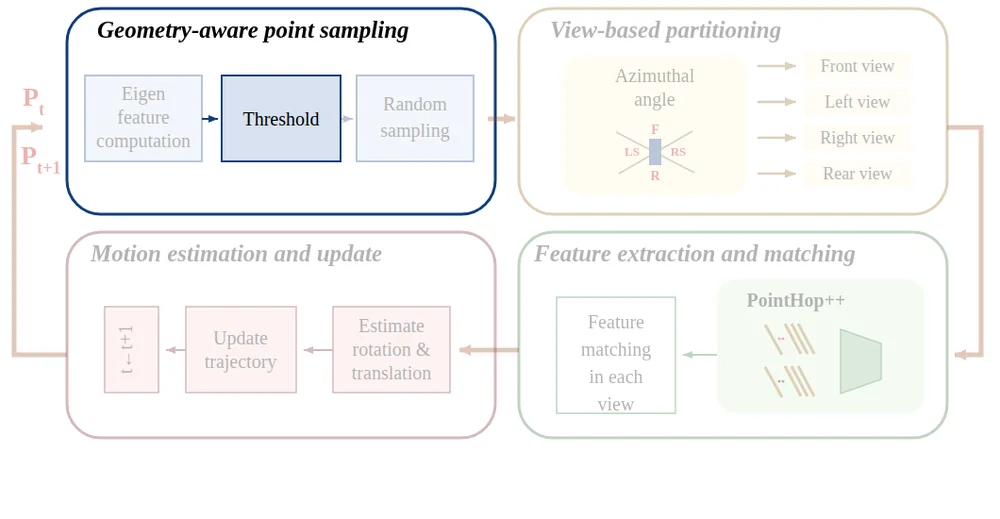 Geometry-aware point sampling
Eigen
feature
computation
Threshold
Random
sampling
View-based partitioning
Azimuthal
angle
F
LS
RS
R
Front view
Left view
Right view
Rear view
Pt
Pt+1
Motion estimation and update
t←t+1
Update
trajectory
Estimate
rotation &
translation
Feature extraction and matching
Feature
matching
in each
view
PointHop++
..
..